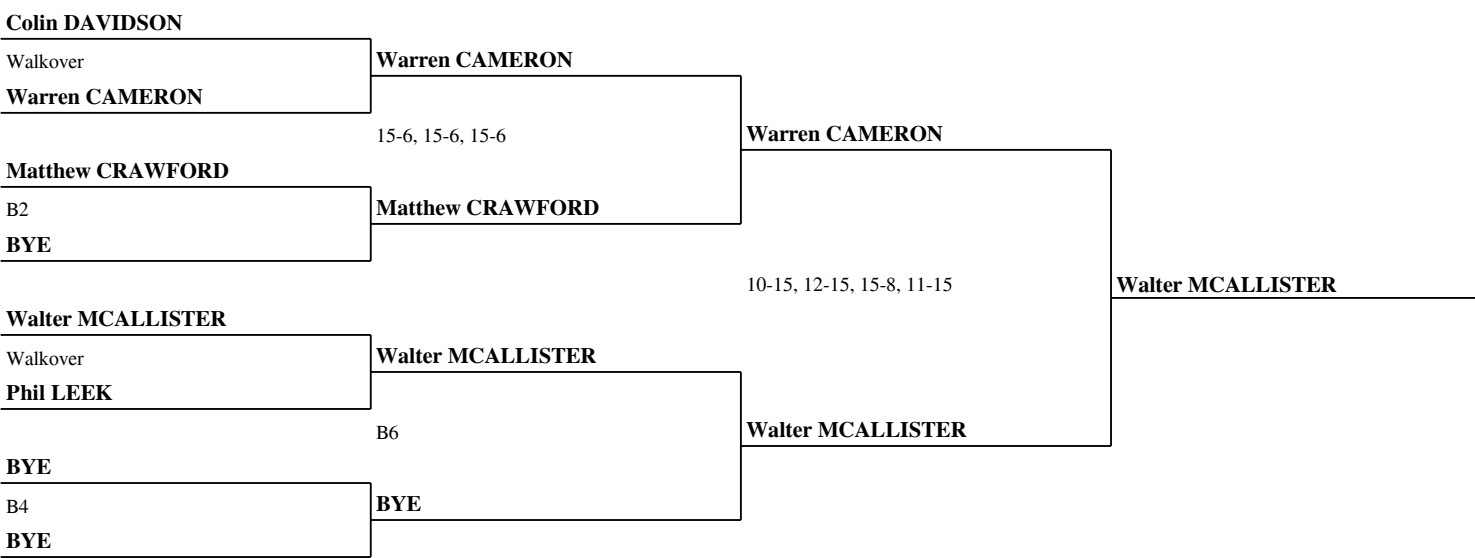 Colin DAVIDSON
Walkover
Warren CAMERON
Warren CAMERON
15-6, 15-6, 15-6
Warren CAMERON
Matthew CRAWFORD
B2
Matthew CRAWFORD
BYE
10-15, 12-15, 15-8, 11-15
Walter MCALLISTER
Walter MCALLISTER
Walkover
Walter MCALLISTER
Phil LEEK
B6
Walter MCALLISTER
BYE
B4
BYE
BYE